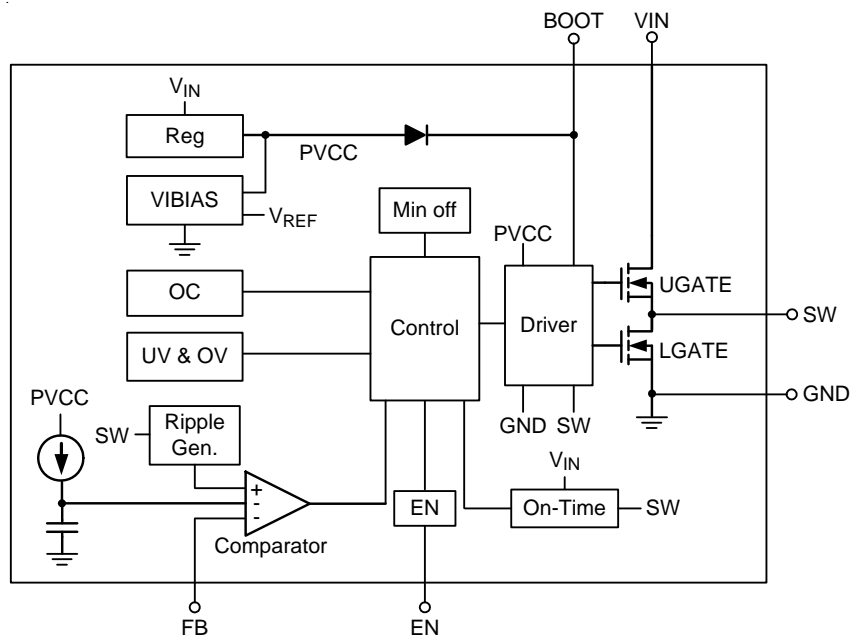 BOOT VIN
VIN
Reg
PVCC
VIBIAS
VREF
Min off
PVCC
OC
UGATE
SW
Control
Driver
UV & OV
LGATE
PVCC
GND
SW
Ripple
Gen.
GND SW
VIN
+
-
-
EN
On-Time
SW
Comparator
FB
EN